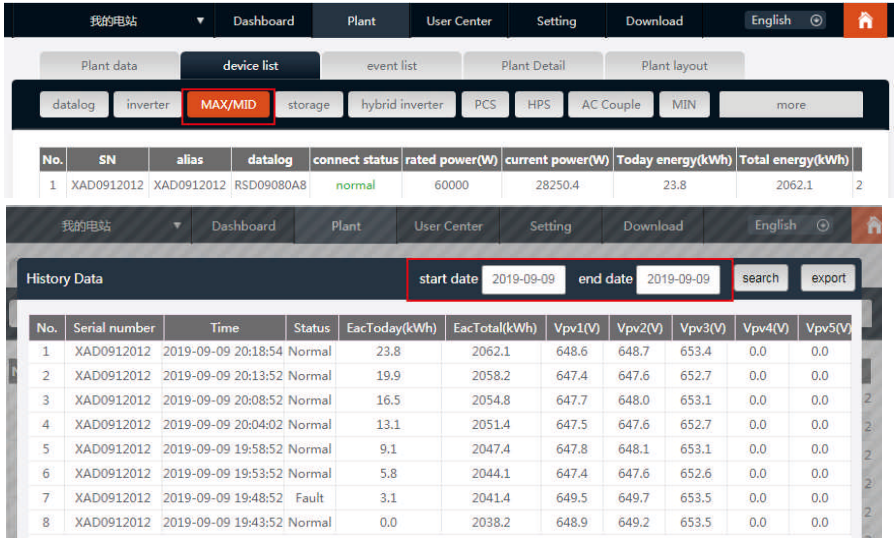 我的电站 ▼ Dashboard Plant User Center Setting Download English
Plant data device list event list Plant Detail Plant layout
datalog inverter MAX/MID storage hybrid inverter PCS HPS AC Couple MIN more
No. SN alias datalog connect status rated power(W) current power(W) Today energy(kWh) Total energy(kWh)
1 XAD0912012 XAD0912012 RSD09080A8 normal 60000 28250.4 23.8 2062.1 2
我的电站 ▼ Dashboard Plant User Center Setting Download English
History Data start date 2019-09-09 end date 2019-09-09 search export
No. Serial number Time Status EacToday(kWh) EacTotal(kWh) Vpv1(V) Vpv2(V) Vpv3(V) Vpv4(V) Vpv5(V)
1 XAD0912012 2019-09-09 20:18:54 Normal 23.8 2062.1 648.6 648.7 653.4 0.0 0.0
2 XAD0912012 2019-09-09 20:13:52 Normal 19.9 2058.2 647.4 647.6 652.7 0.0 0.0
3 XAD0912012 2019-09-09 20:08:52 Normal 16.5 2054.8 647.7 648.0 653.1 0.0 0.0 2
4 XAD0912012 2019-09-09 20:04:02 Normal 13.1 2051.4 647.5 647.6 652.7 0.0 0.0 2
5 XAD0912012 2019-09-09 19:58:52 Normal 9.1 2047.4 647.8 648.1 653.1 0.0 0.0 2
6 XAD0912012 2019-09-09 19:53:52 Normal 5.8 2044.1 647.4 647.6 652.6 0.0 0.0 2
7 XAD0912012 2019-09-09 19:48:52 Fault 3.1 2041.4 649.5 649.7 653.5 0.0 0.0 2
8 XAD0912012 2019-09-09 19:43:52 Normal 0.0 2038.2 648.9 649.2 653.5 0.0 0.0